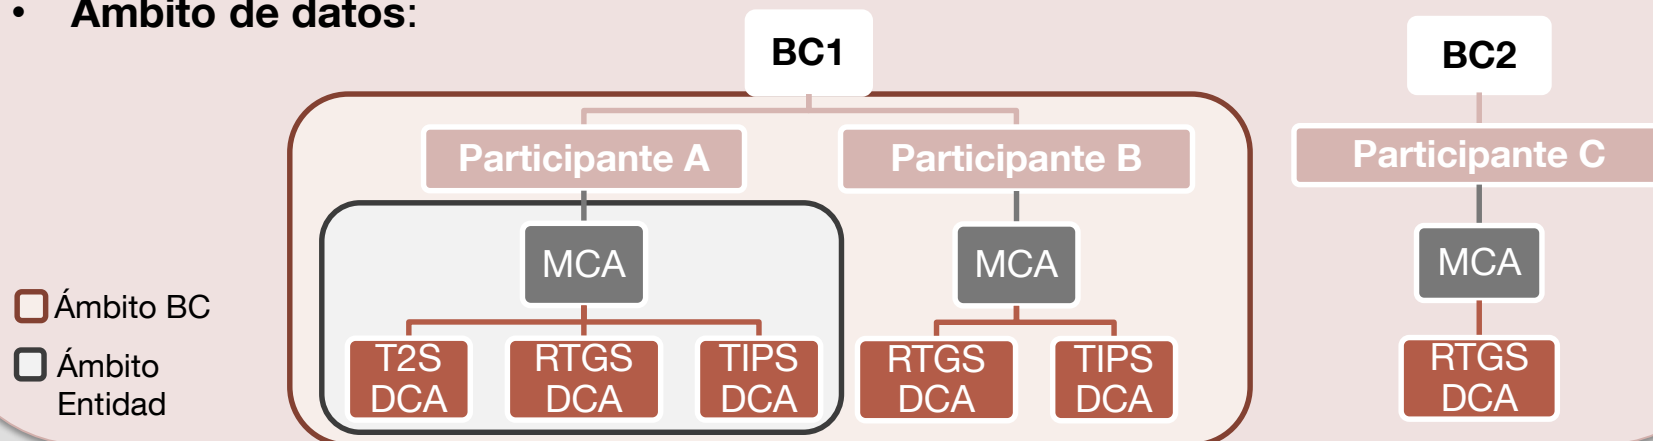 • Ámbito de datos:
BC1
BC2
Participante A
Participante B
Participante C
MCA
MCA
MCA
T2S
DCA
RTGS
DCA
TIPS
DCA
RTGS
DCA
TIPS
DCA
RTGS
DCA
Ámbito BC
Ámbito
Entidad